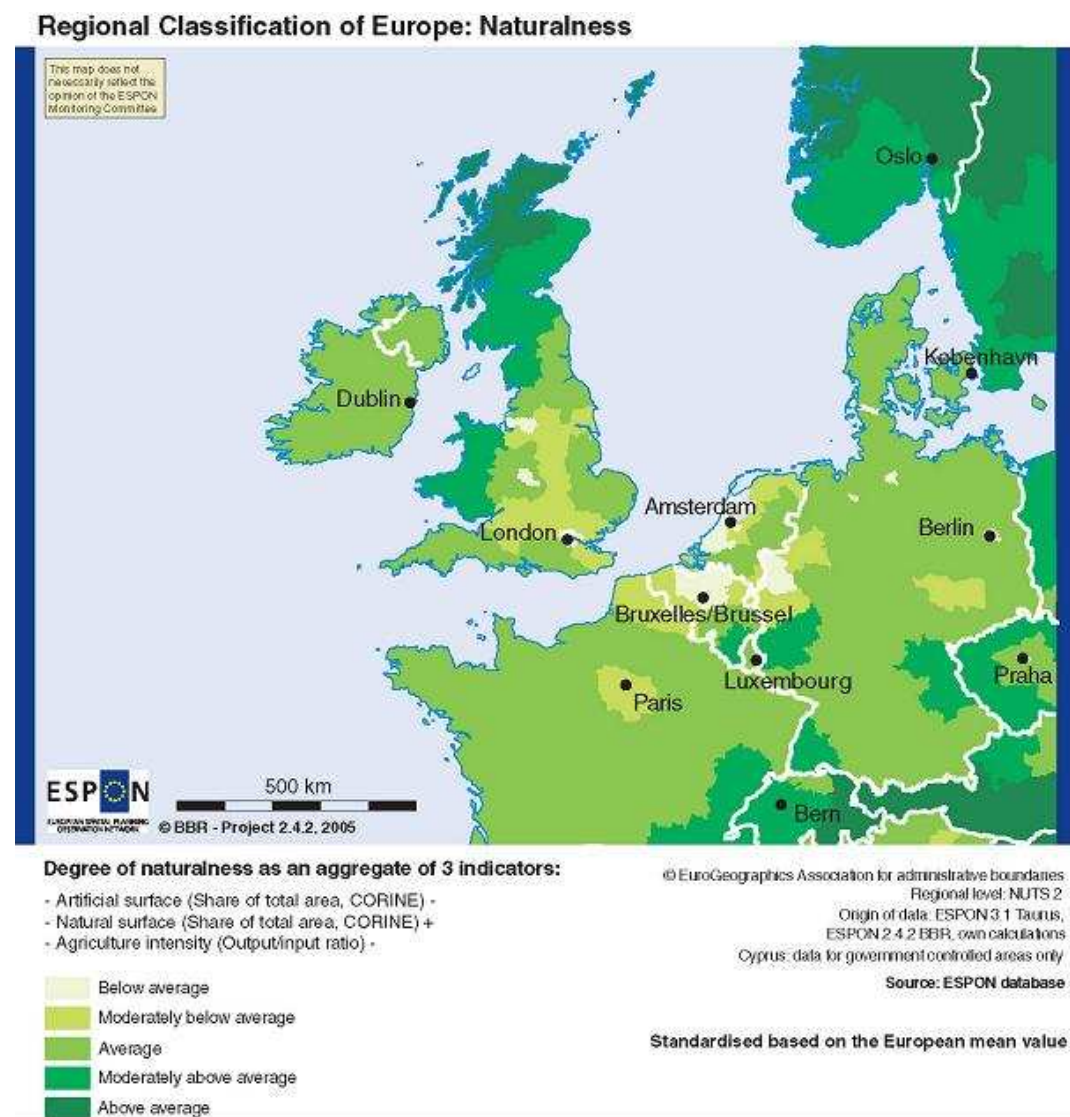 Regional Classification of Europe: Naturalness
This map does not
necessarily reflect the
opinion of the ESPON
Monitoring Committee
Oslo
København
Dublin
Amsterdam
London
Berlin
Bruxelles/Brussel
Luxembourg
Praha
Paris
Bern
ESPON
EUROPEAN SPATIAL PLANNING
OBSERVATION NETWORK
500 km
© BBR - Project 2.4.2, 2005
Degree of naturalness as an aggregate of 3 indicators:
- Artificial surface (Share of total area, CORINE) -
- Natural surface (Share of total area, CORINE) +
- Agriculture intensity (Output/input ratio) -
Below average
Moderately below average
Average
Moderately above average
Above average
© EuroGeographics Association for administrative boundaries
Regional level: NUTS 2
Origin of data: ESPON 3.1 Taurus,
ESPON 2.4.2 BBR, own calculations
Cyprus: data for government controlled areas only
Source: ESPON database
Standardised based on the European mean value